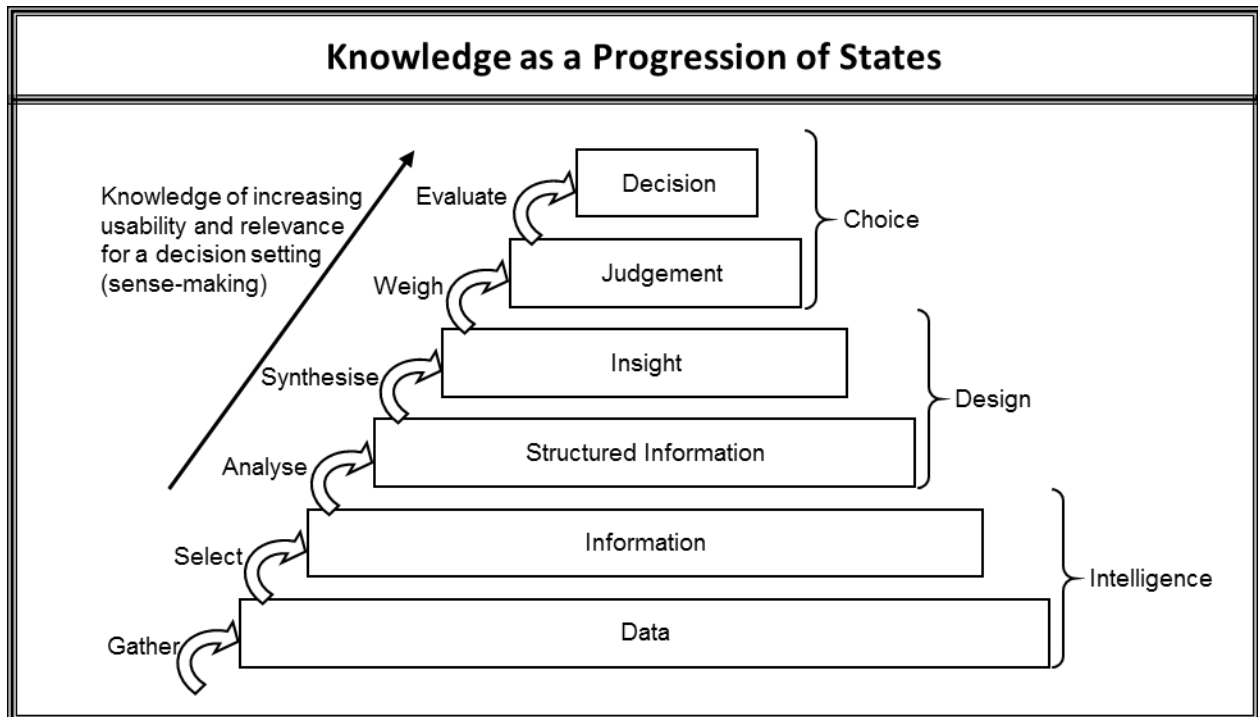 Knowledge as a Progression of States
Knowledge of increasing
usability and relevance
for a decision setting
(sense-making)
Evaluate
Decision
Choice
Weigh
Judgement
Synthesise
Insight
Design
Analyse
Structured Information
Select
Information
Intelligence
Gather
Data